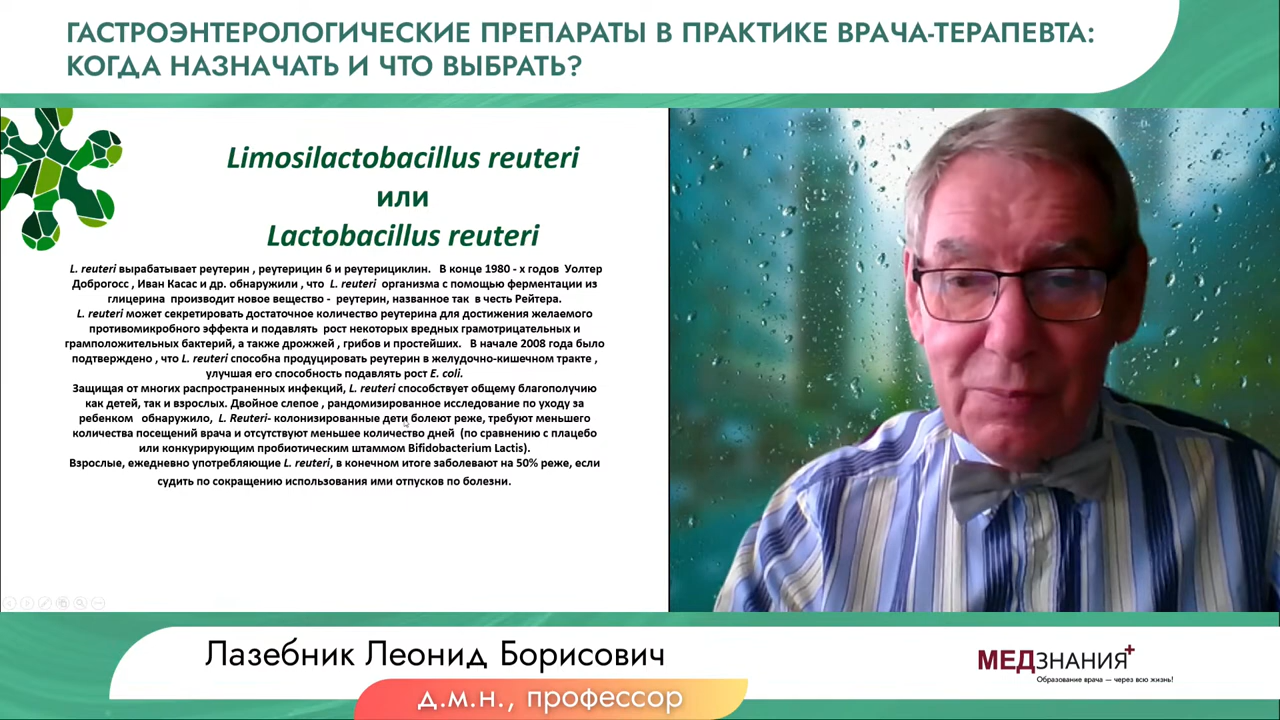 ГАСТРОЭНТЕРОЛОГИЧЕСКИЕ ПРЕПАРАТЫ В ПРАКТИКЕ ВРАЧА-ТЕРАПЕВТА:
КОГДА НАЗНАЧАТЬ И ЧТО ВЫБРАТЬ?
Limosilactobacillus reuteri
или
Lactobacillus reuteri
L. reuteri вырабатывает реутерин , реутерицин 6 и реутерициклин. В конце 1980 - х годов Уолтер
Доброгосс , Иван Касас и др. обнаружили , что L. reuteri организма с помощью ферментации из
глицерина производит новое вещество - реутерин, названное так в честь Рейтера.
L. reuteri может секретировать достаточное количество реутерина для достижения желаемого
противомикробного эффекта и подавлять рост некоторых вредных грамотрицательных и
грамположительных бактерий, а также дрожжей , грибов и простейших. В начале 2008 года было
подтверждено , что L. reuteri способна продуцировать реутерин в желудочно-кишечном тракте ,
улучшая его способность подавлять рост E. coli.
Защищая от многих распространенных инфекций, L. reuteri способствует общему благополучию
как детей, так и взрослых. Двойное слепое , рандомизированное исследование по уходу за
ребенком обнаружило, L. Reuteri- колонизированные дети болеют реже, требуют меньшего
количества посещений врача и отсутствуют меньшее количество дней (по сравнению с плацебо
или конкурирующим пробиотическим штаммом Bifidobacterium Lactis).
Взрослые, ежедневно употребляющие L. reuteri, в конечном итоге заболевают на 50% реже, если
судить по сокращению использования ими отпусков по болезни.
Лазебник Леонид Борисович
д.м.н., профессор
МЕДЗНАНИЯ+
Образование врача — через всю жизнь!